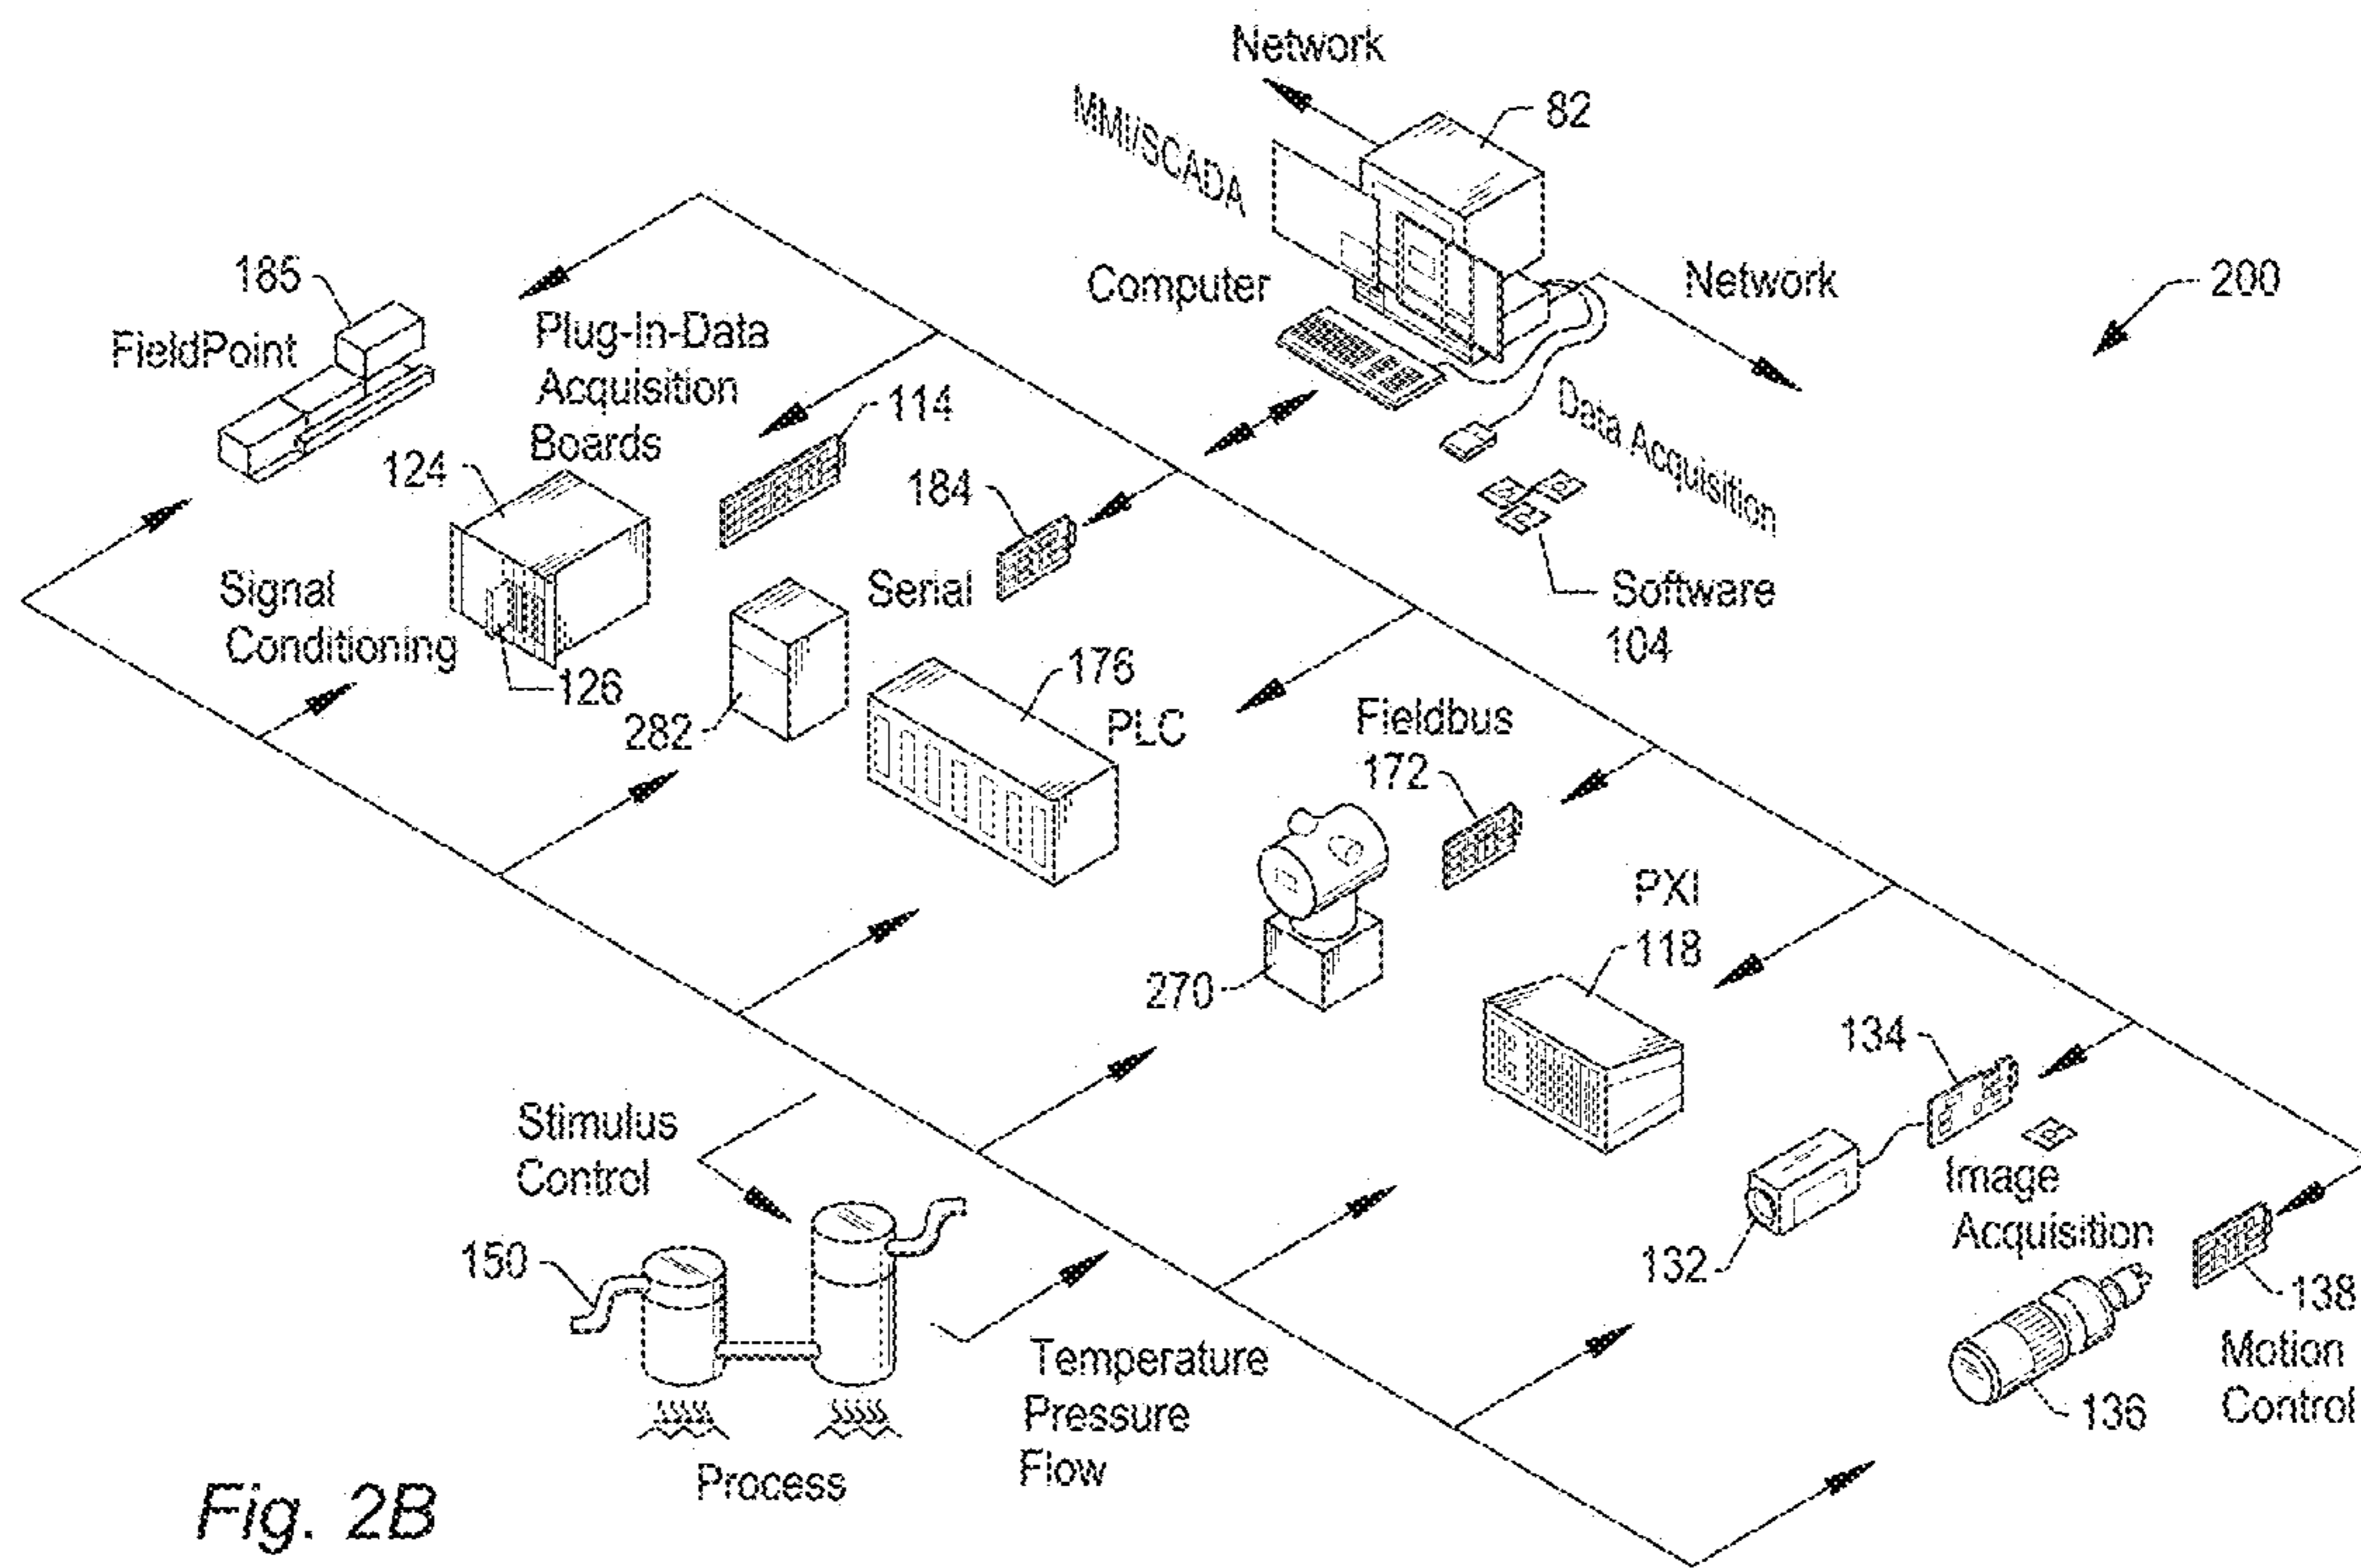 Network
MMI/SCADA
82
Computer
Network
200
185
FieldPoint
Plug-In-Data
Acquisition
Boards
114
Data Acquisition
124
184
Signal
Conditioning
Serial
Software
104
126
282
176
PLC
Fieldbus
172
PXI
118
270
134
Stimulus
Control
Image
Acquisition
132
150
138
Motion
Control
136
Temperature
Pressure
Flow
Process
Fig. 2B